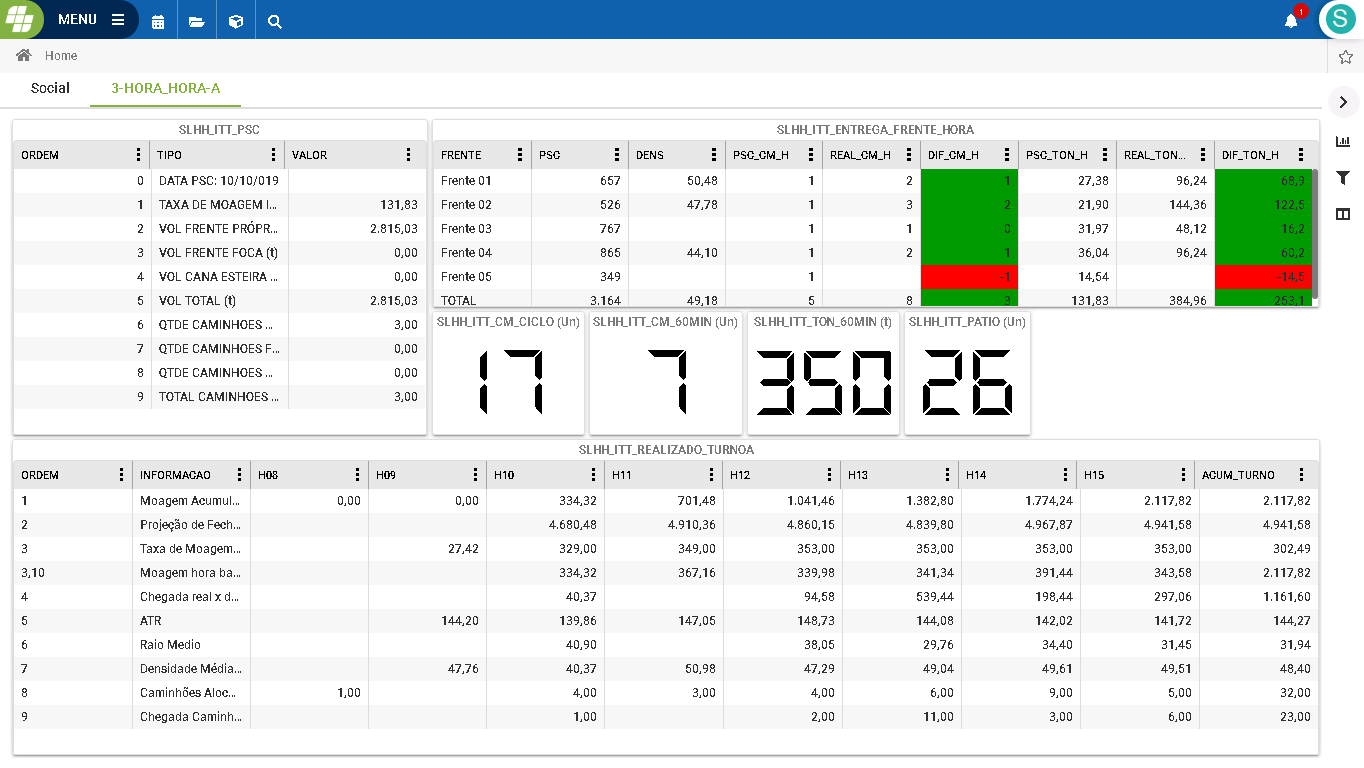 MENU
1
S
Home
Social 3-HORA_HORA-A
SLHH_ITT_PSC
ORDEM TIPO VALOR
0 DATA PSC: 10/10/019
1 TAXA DE MOAGEM I... 131,83
2 VOL FRENTE PRÓPR... 2.815,03
3 VOL FRENTE FOCA (t) 0,00
4 VOL CANA ESTEIRA ... 0,00
5 VOL TOTAL (t) 2.815,03
6 QTDE CAMINHOES ... 3,00
7 QTDE CAMINHOES F... 0,00
8 QTDE CAMINHOES ... 0,00
9 TOTAL CAMINHOES ... 3,00
SLHH_ITT_ENTREGA_FRENTE_HORA
FRENTE PSC DENS PSC_CM_H REAL_CM_H DIF_CM_H PSC_TON_H REAL_TON... DIF_TON_H
Frente 01 657 50,48 1 2 1 27,38 96,24 68,9
Frente 02 526 47,78 1 3 2 21,90 144,36 122,5
Frente 03 767 1 1 0 31,97 48,12 16,2
Frente 04 865 44,10 1 2 1 36,04 96,24 60,2
Frente 05 349 1 -1 14,54 -14,5
TOTAL 3.164 49,18 5 8 3 131,83 384,96 253,1
SLHH_ITT_CM_CICLO (Un) SLHH_ITT_CM_60MIN (Un) SLHH_ITT_TON_60MIN (t) SLHH_ITT_PATIO (Un)
17 7 350 26
SLHH_ITT_REALIZADO_TURNOA
ORDEM INFORMACAO H08 H09 H10 H11 H12 H13 H14 H15 ACUM_TURNO
1 Moagem Acumul... 0,00 0,00 334,32 701,48 1.041,46 1.382,80 1.774,24 2.117,82 2.117,82
2 Projeção de Fech... 4.680,48 4.910,36 4.860,15 4.839,80 4.967,87 4.941,58 4.941,58
3 Taxa de Moagem... 27,42 329,00 349,00 353,00 353,00 353,00 353,00 302,49
3,10 Moagem hora ba... 334,32 367,16 339,98 341,34 391,44 343,58 2.117,82
4 Chegada real x d... 40,37 94,58 539,44 198,44 297,06 1.161,60
5 ATR 144,20 139,86 147,05 148,73 144,08 142,02 141,72 144,27
6 Raio Medio 40,90 38,05 29,76 34,40 31,45 31,94
7 Densidade Média... 47,76 40,37 50,98 47,29 49,04 49,61 49,51 48,40
8 Caminhões Aloc... 1,00 4,00 3,00 4,00 6,00 9,00 5,00 32,00
9 Chegada Caminh... 1,00 2,00 11,00 3,00 6,00 23,00